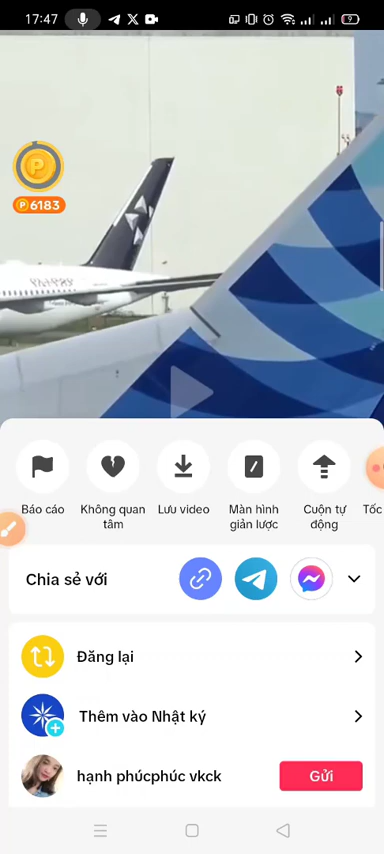 17:47
9
P
P 6183
Báo cáo
Không quan tâm
Lưu video
Màn hình giản lược
Cuộn tự động
Tốc
Chia sẻ với
Đăng lại
Thêm vào Nhật ký
hạnh phúcphúc vkck
Gửi